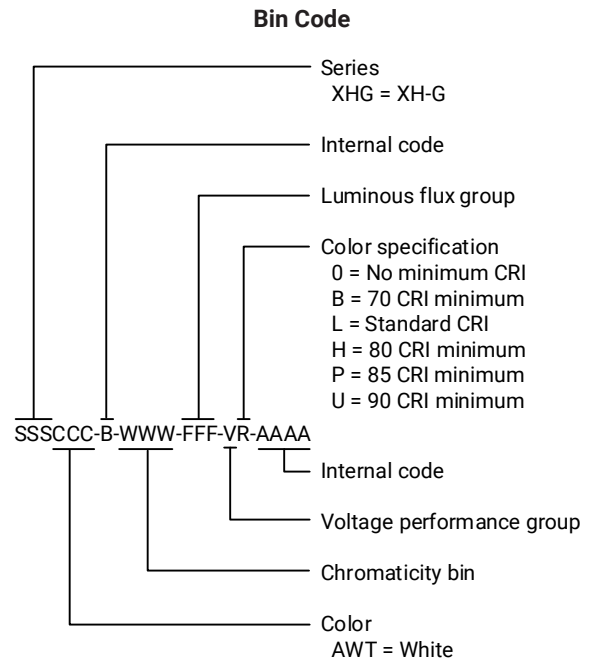 Bin Code
Series
XHG = XH-G
Internal code
Luminous flux group
Color specification
0 = No minimum CRI
B = 70 CRI minimum
L = Standard CRI
H = 80 CRI minimum
P = 85 CRI minimum
U = 90 CRI minimum
SSSCCC-B-WWW-FFF-VR-AAAA
Internal code
Voltage performance group
Chromaticity bin
Color
AWT = White